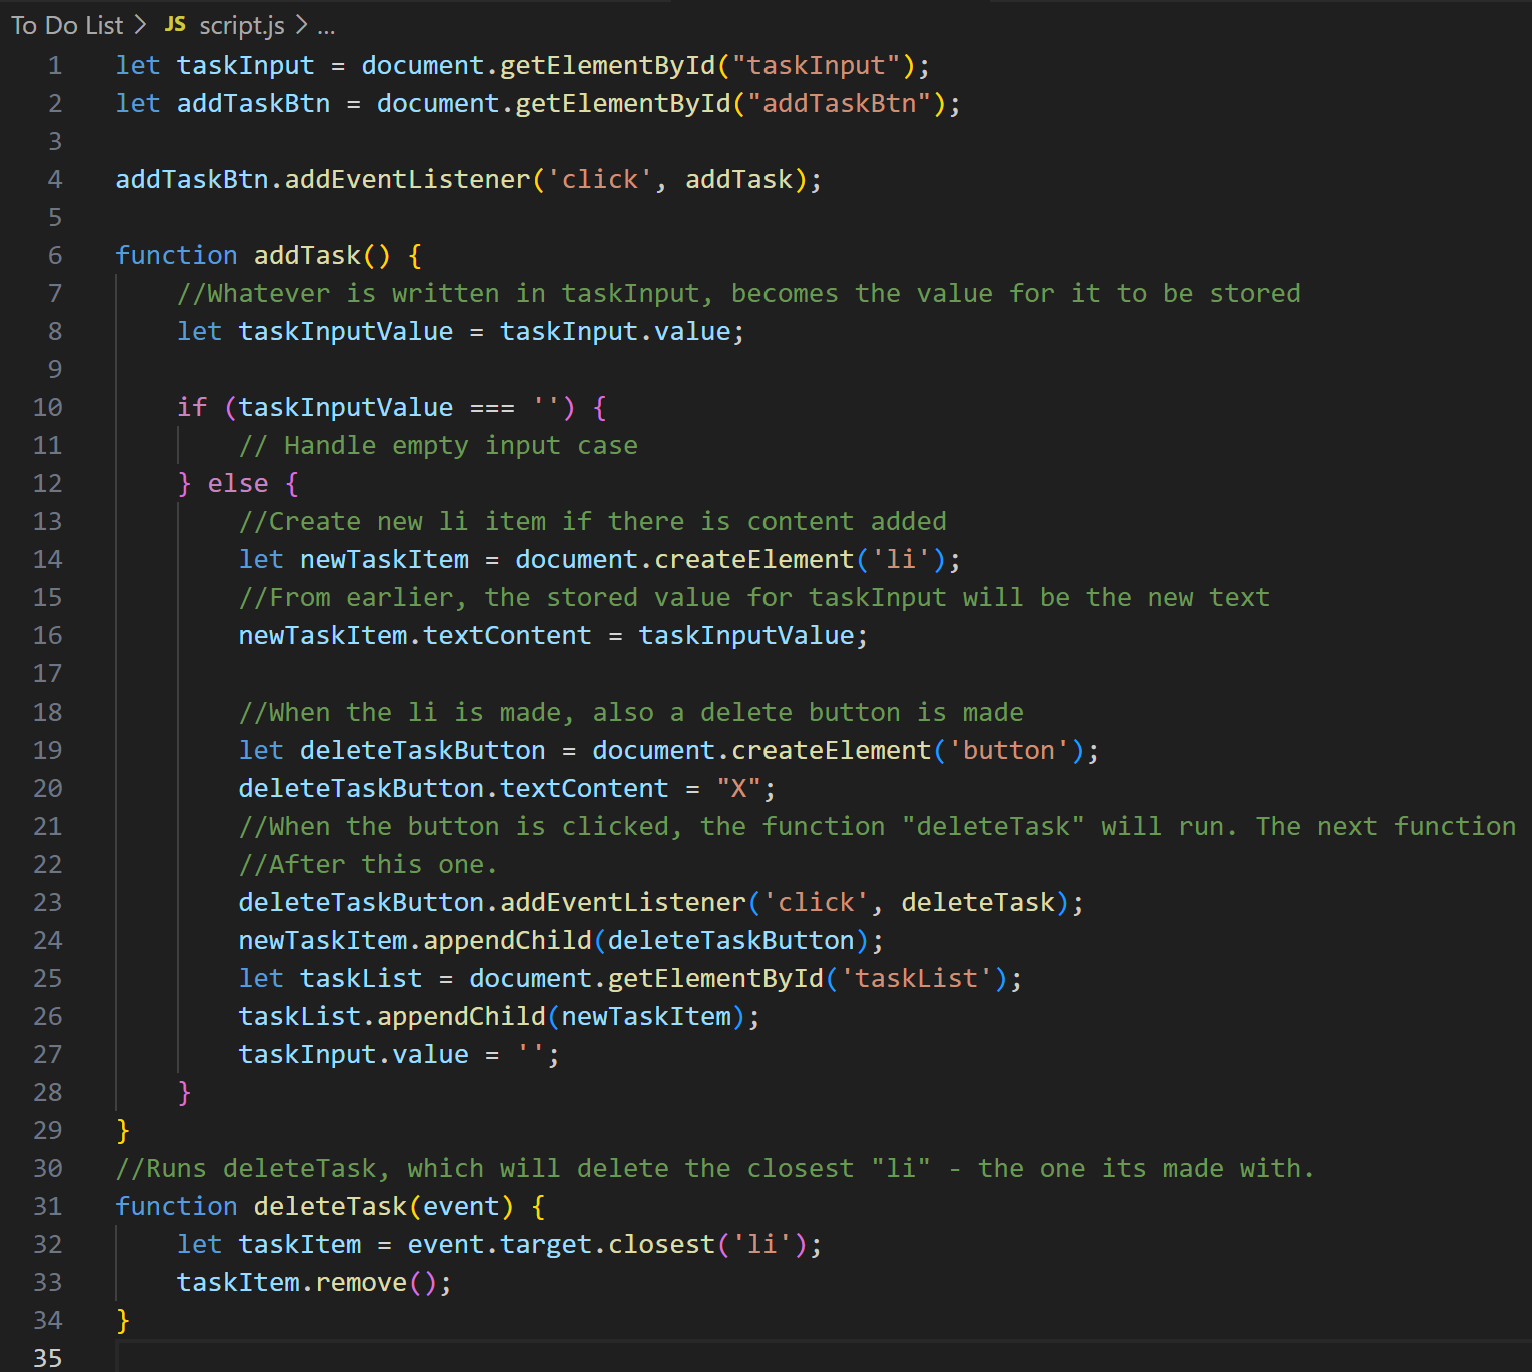 To Do List > JS script.js > ...
1 let taskInput = document.getElementById("taskInput");
2 let addTaskBtn = document.getElementById("addTaskBtn");
3
4 addTaskBtn.addEventListener('click', addTask);
5
6 function addTask() {
7     //Whatever is written in taskInput, becomes the value for it to be stored
8     let taskInputValue = taskInput.value;
9
10     if (taskInputValue === '') {
11         // Handle empty input case
12     } else {
13         //Create new li item if there is content added
14         let newTaskItem = document.createElement('li');
15         //From earlier, the stored value for taskInput will be the new text
16         newTaskItem.textContent = taskInputValue;
17
18         //When the li is made, also a delete button is made
19         let deleteTaskButton = document.createElement('button');
20         deleteTaskButton.textContent = "X";
21         //When the button is clicked, the function "deleteTask" will run. The next function
22         //After this one.
23         deleteTaskButton.addEventListener('click', deleteTask);
24         newTaskItem.appendChild(deleteTaskButton);
25         let taskList = document.getElementById('taskList');
26         taskList.appendChild(newTaskItem);
27         taskInput.value = '';
28     }
29 }
30 //Runs deleteTask, which will delete the closest "li" - the one its made with.
31 function deleteTask(event) {
32     let taskItem = event.target.closest('li');
33     taskItem.remove();
34 }
35